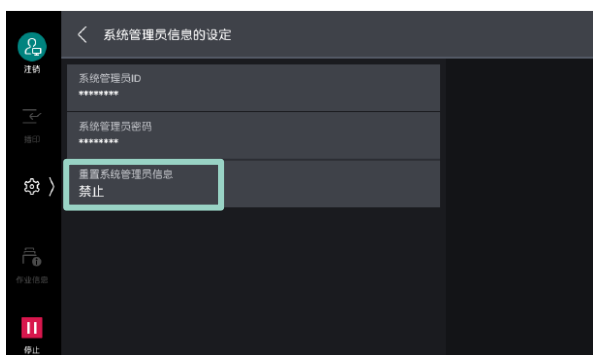 系统管理员信息的设定
注销
系统管理员ID
********
插印
系统管理员密码
********
重置系统管理员信息
禁止
作业信息
停止